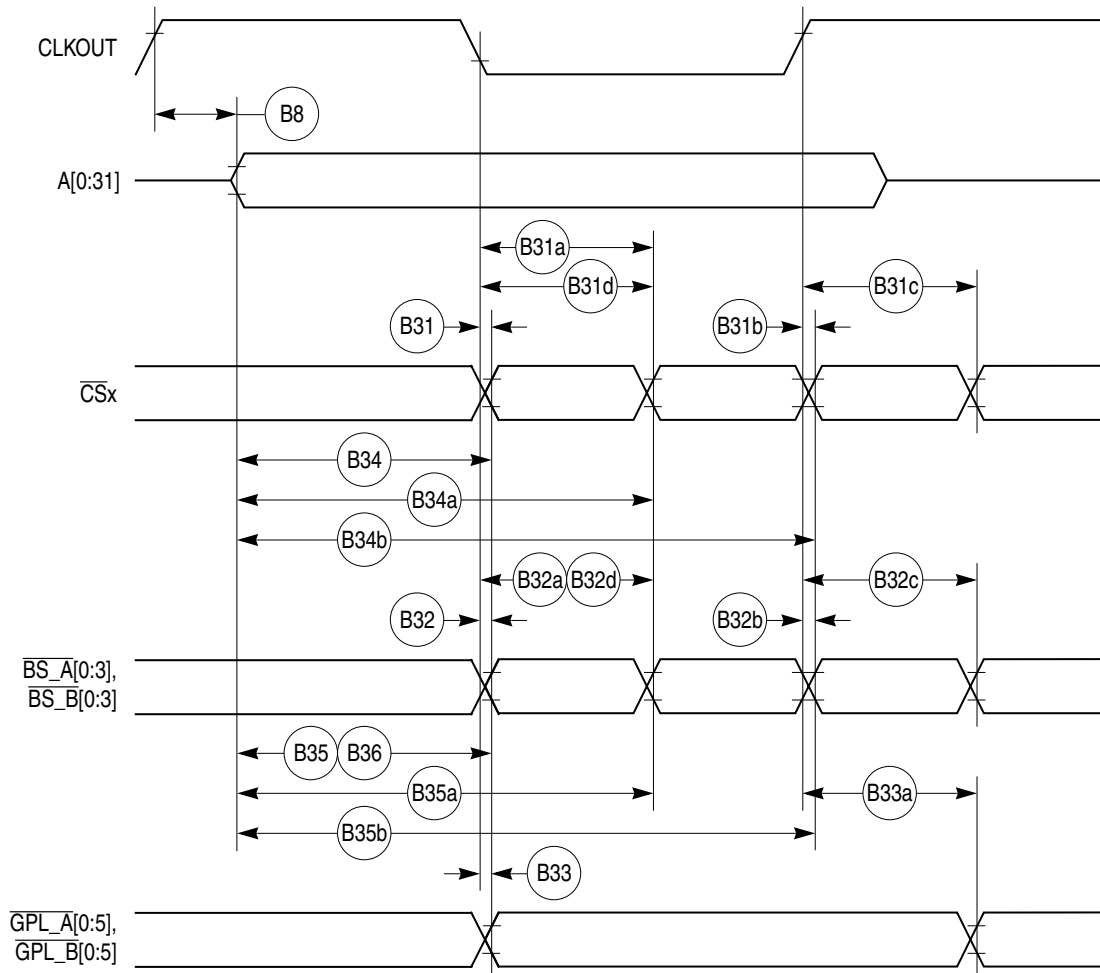 CLKOUT
B8
A[0:31]
B31a
B31d
B31c
B31
B31b
CSx
B34
B34a
B34b
B32a
B32d
B32c
B32
B32b
BS_A[0:3],
BS_B[0:3]
B35
B36
B35a
B33a
B35b
B33
GPL_A[0:5],
GPL_B[0:5]